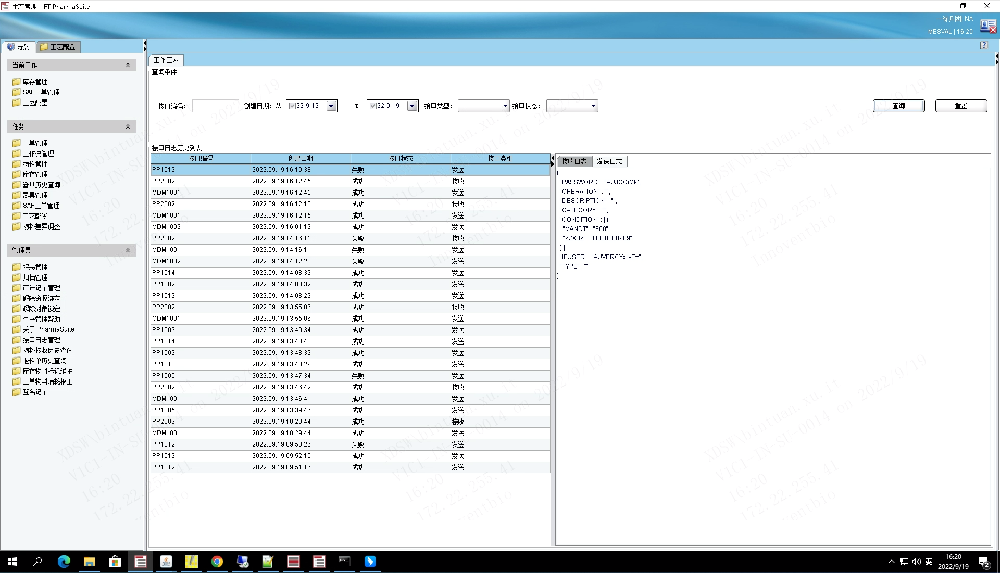 生产管理 - FT PharmaSuite
---徐兵团| NA
MESVAL | 16:20
导航
工艺配置
当前工作
库存管理
SAP工单管理
工艺配置
任务
工单管理
工作流管理
物料管理
库存管理
器具历史查询
器具管理
SAP工单管理
工艺配置
物料差异调整
管理员
报表管理
归档管理
审计记录管理
解除资源绑定
解除对象锁定
生产管理帮助
关于 PharmaSuite
接口日志管理
物料接收历史查询
退料单历史查询
库存物料标记维护
工单物料消耗报工
签名记录
工作区域
查询条件
接口编码: 创建日期: 从 22-9-19 到 22-9-19 接口类型: 接口状态: 查询 重置
接口日志历史列表
接口编码 创建日期 接口状态 接口类型
PP1013 2022.09.19 16:19:38 失败 发送
PP2002 2022.09.19 16:12:45 成功 接收
MDM1001 2022.09.19 16:12:45 成功 发送
PP2002 2022.09.19 16:12:15 成功 接收
MDM1001 2022.09.19 16:12:15 成功 发送
MDM1002 2022.09.19 16:01:19 成功 发送
PP2002 2022.09.19 14:16:11 失败 接收
MDM1001 2022.09.19 14:16:11 失败 发送
MDM1002 2022.09.19 14:12:23 失败 发送
PP1014 2022.09.19 14:08:32 成功 发送
PP1002 2022.09.19 14:08:32 成功 发送
PP1013 2022.09.19 14:08:22 成功 发送
PP2002 2022.09.19 13:55:06 成功 接收
MDM1001 2022.09.19 13:55:06 成功 发送
PP1003 2022.09.19 13:49:34 成功 发送
PP1014 2022.09.19 13:48:40 成功 发送
PP1002 2022.09.19 13:48:39 成功 发送
PP1013 2022.09.19 13:48:29 成功 发送
PP1005 2022.09.19 13:47:34 失败 发送
PP2002 2022.09.19 13:46:42 成功 接收
MDM1001 2022.09.19 13:46:41 成功 发送
PP1005 2022.09.19 13:39:46 成功 发送
PP2002 2022.09.19 10:29:44 成功 接收
MDM1001 2022.09.19 10:29:44 成功 发送
PP1012 2022.09.19 09:53:26 失败 发送
PP1012 2022.09.19 09:52:10 成功 发送
PP1012 2022.09.19 09:51:16 成功 发送
接收日志 发送日志
{
"PASSWORD" : "AUJCQiMk",
"OPERATION" : "",
"DESCRIPTION" : "",
"CATEGORY" : "",
"CONDITION" : [ {
"MANDT" : "800",
"ZZXBZ" : "H000000909"
} ],
"IFUSER" : "AUVERCYxJyE=",
"TYPE" : ""
}
XDSW\bintuan.xu.it
V1C1-IN-SU-0014 on 2022/9/19
16:20
172.22.255.41
Innoventbio
英
16:20
2022/9/19
2